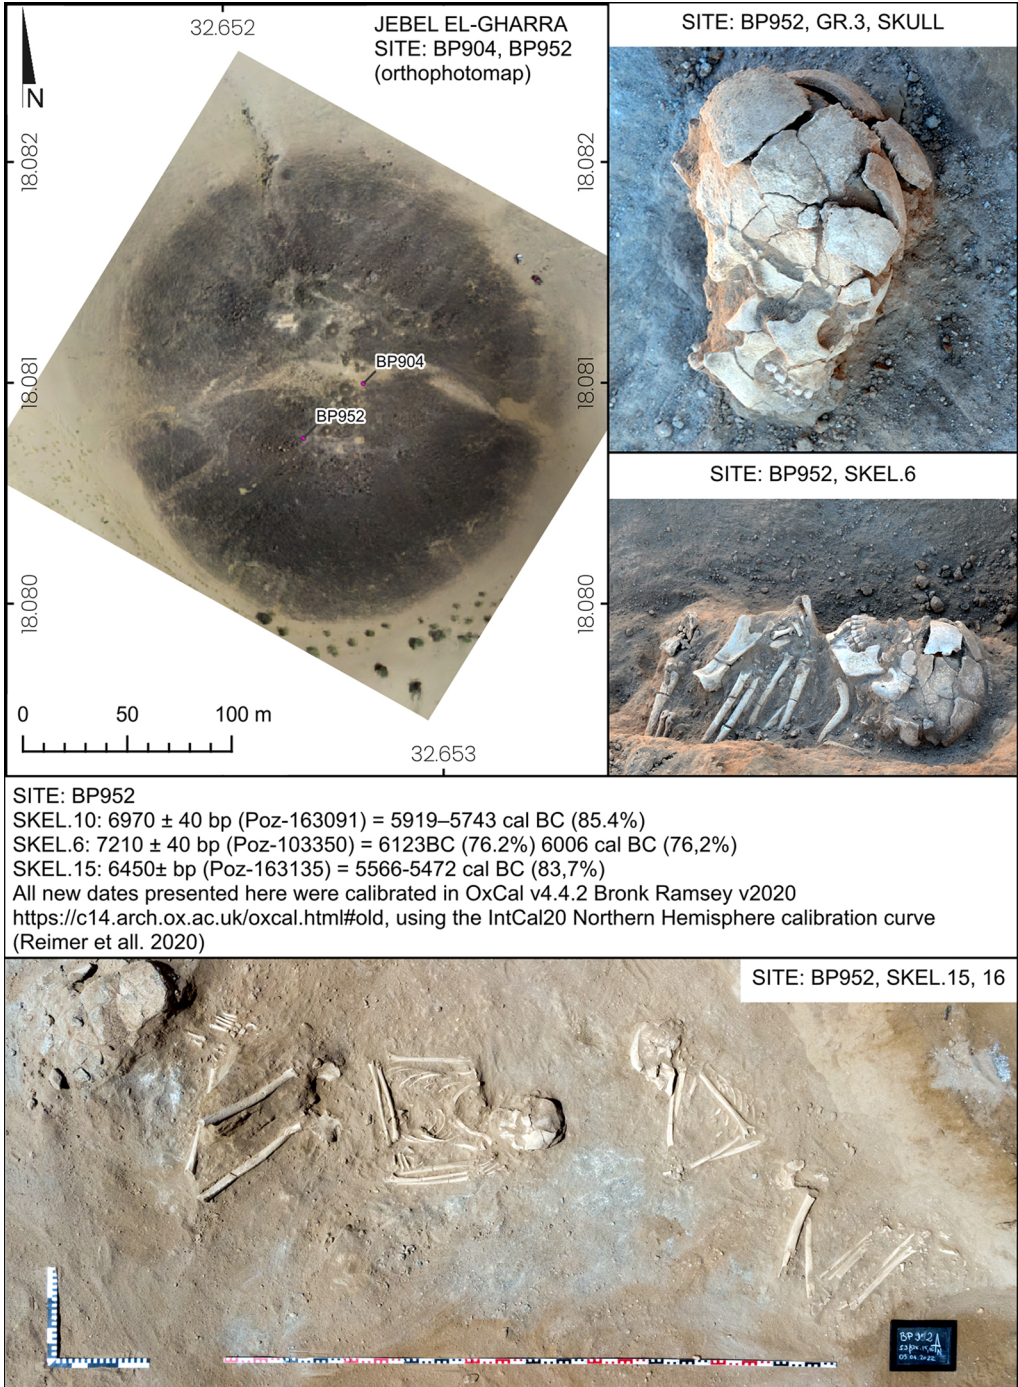 32.652
JEBEL EL-GHARRA
SITE: BP904, BP952
(orthophotomap)
N
18.082
18.082
18.081
18.081
BP904
BP952
18.080
18.080
0 50 100 m
32.653
SITE: BP952, GR.3, SKULL
SITE: BP952, SKEL.6
SITE: BP952
SKEL.10: 6970 ± 40 bp (Poz-163091) = 5919–5743 cal BC (85.4%)
SKEL.6: 7210 ± 40 bp (Poz-103350) = 6123BC (76.2%) 6006 cal BC (76,2%)
SKEL.15: 6450± bp (Poz-163135) = 5566-5472 cal BC (83,7%)
All new dates presented here were calibrated in OxCal v4.4.2 Bronk Ramsey v2020
https://c14.arch.ox.ac.uk/oxcal.html#old, using the IntCal20 Northern Hemisphere calibration curve
(Reimer et all. 2020)
SITE: BP952, SKEL.15, 16
BP 952
N
03.06.2022